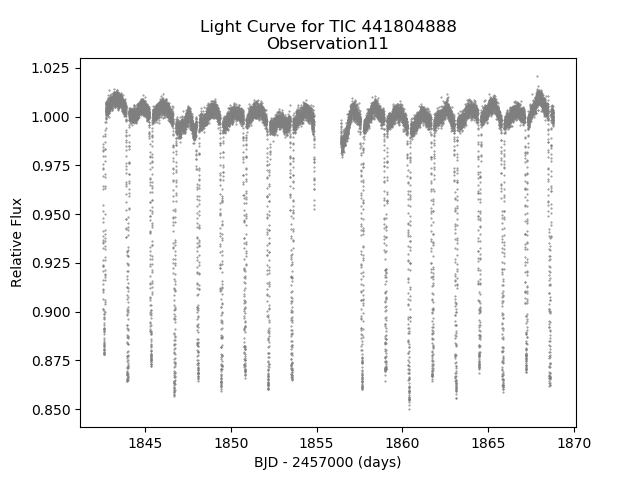 Light Curve for TIC 441804888
Observation11
1.025
1.000
0.975
0.950
0.925
0.900
0.875
0.850
Relative Flux
1845 1850 1855 1860 1865 1870
BJD - 2457000 (days)